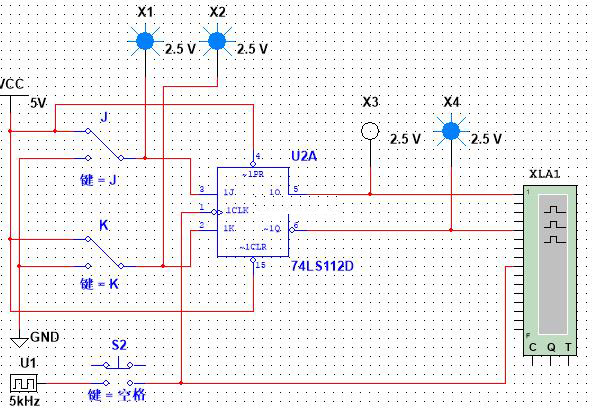 X1 X2
2.5 V 2.5 V
VCC
5V
X3 X4
2.5 V 2.5 V
J
键 = J
4
U2A
~1PR
3 1J 1Q 5
1 1CLK
2 1K ~1Q 6
~1CLR
15 74LS112D
XLA1
1
F
C Q T
K
键 = K
GND
U1
5kHz
S2
键 = 空格